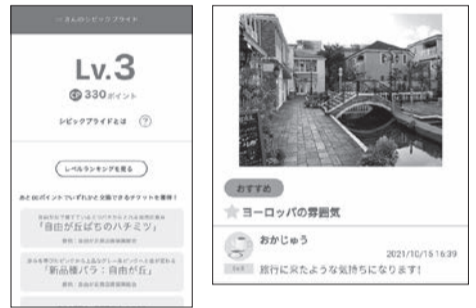 さんのシビックプライド
Lv.3
CP 330ポイント
シビックプライドとは ?
レベルランキングを見る
「自由が丘ばちのハチミツ」
「新品種バラ：自由が丘」
おすすめ
ヨーロッパの雰囲気
おかじゅう
2021/10/15 16:39
Lv.3
旅行に来たような気持ちになります!